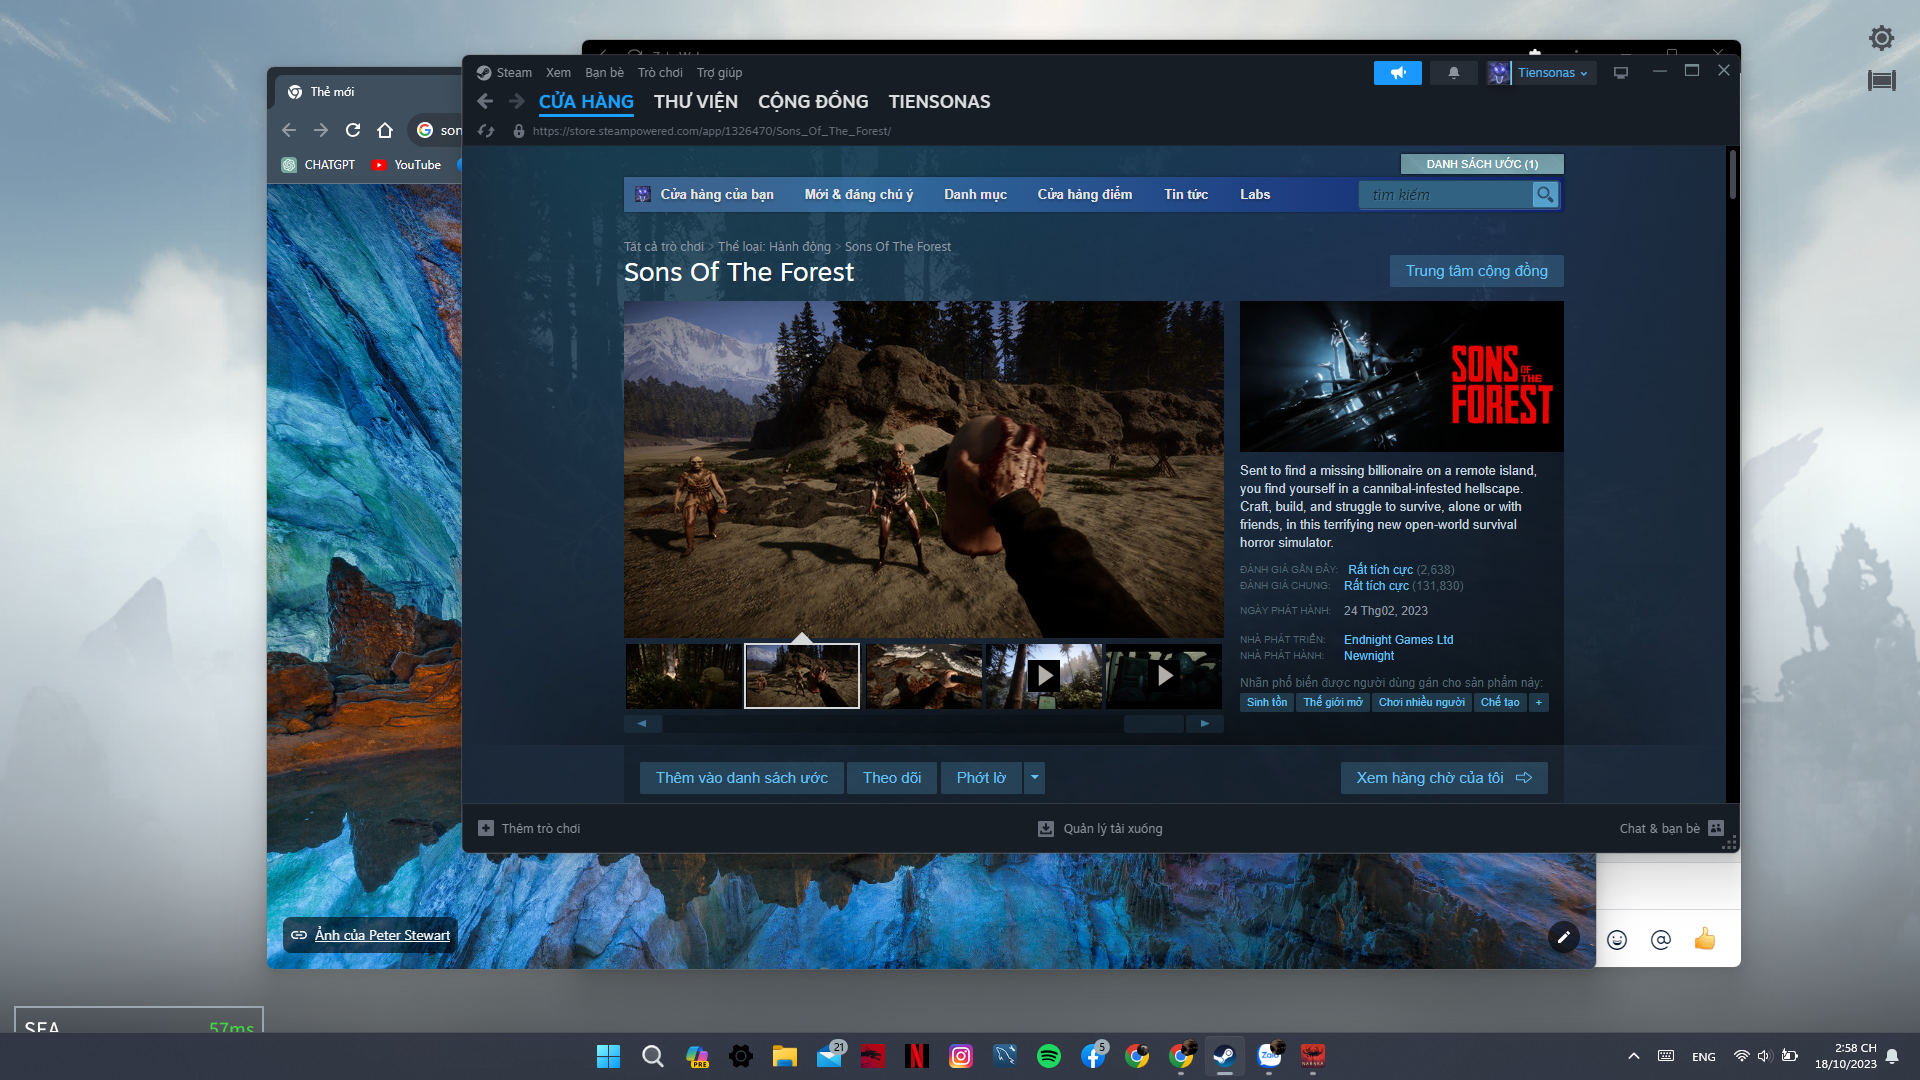 Thẻ mới
son
CHATGPT
YouTube
Steam Xem Bạn bè Trò chơi Trợ giúp
Tiensonas
CỬA HÀNG THƯ VIỆN CỘNG ĐỒNG TIENSONAS
https://store.steampowered.com/app/1326470/Sons_Of_The_Forest/
DANH SÁCH ƯỚC (1)
Cửa hàng của bạn Mới & đáng chú ý Danh mục Cửa hàng điểm Tin tức Labs
tìm kiếm
Tất cả trò chơi > Thể loại: Hành động > Sons Of The Forest
Sons Of The Forest
Trung tâm cộng đồng
SONS
OF THE
FOREST
Sent to find a missing billionaire on a remote island,
you find yourself in a cannibal-infested hellscape.
Craft, build, and struggle to survive, alone or with
friends, in this terrifying new open-world survival
horror simulator.
ĐÁNH GIÁ GẦN ĐÂY: Rất tích cực (2,638)
ĐÁNH GIÁ CHUNG: Rất tích cực (131,830)
NGÀY PHÁT HÀNH: 24 Thg02, 2023
NHÀ PHÁT TRIỂN: Endnight Games Ltd
NHÀ PHÁT HÀNH: Newnight
Nhãn phổ biến được người dùng gán cho sản phẩm này:
Sinh tồn Thế giới mở Chơi nhiều người Chế tạo +
Thêm vào danh sách ước Theo dõi Phớt lờ
Xem hàng chờ của tôi
Thêm trò chơi
Quản lý tải xuống
Chat & bạn bè
Ảnh của Peter Stewart
SEA 57ms
PRE
21
N
5
Zalo
ENG
2:58 CH
18/10/2023